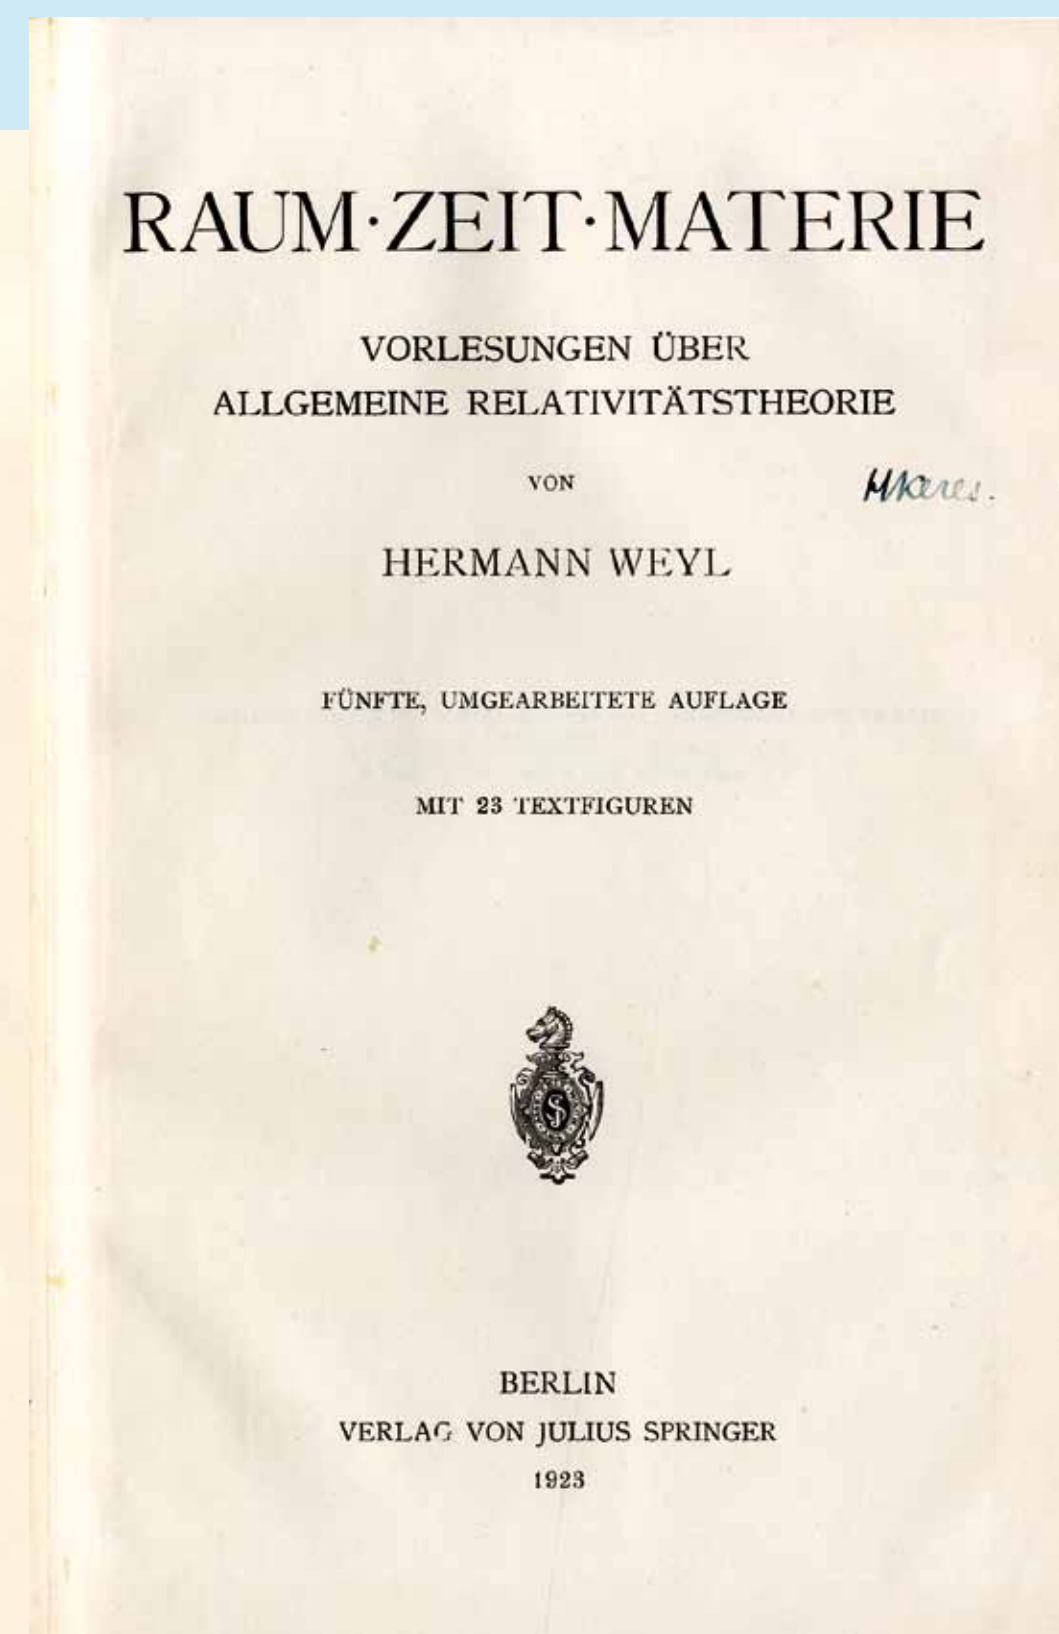 RAUM·ZEIT·MATERIE
VORLESUNGEN ÜBER
ALLGEMEINE RELATIVITÄTSTHEORIE
VON
HKeres.
HERMANN WEYL
FÜNFTE, UMGEARBEITETE AUFLAGE
MIT 23 TEXTFIGUREN
BERLIN
VERLAG VON JULIUS SPRINGER
1923